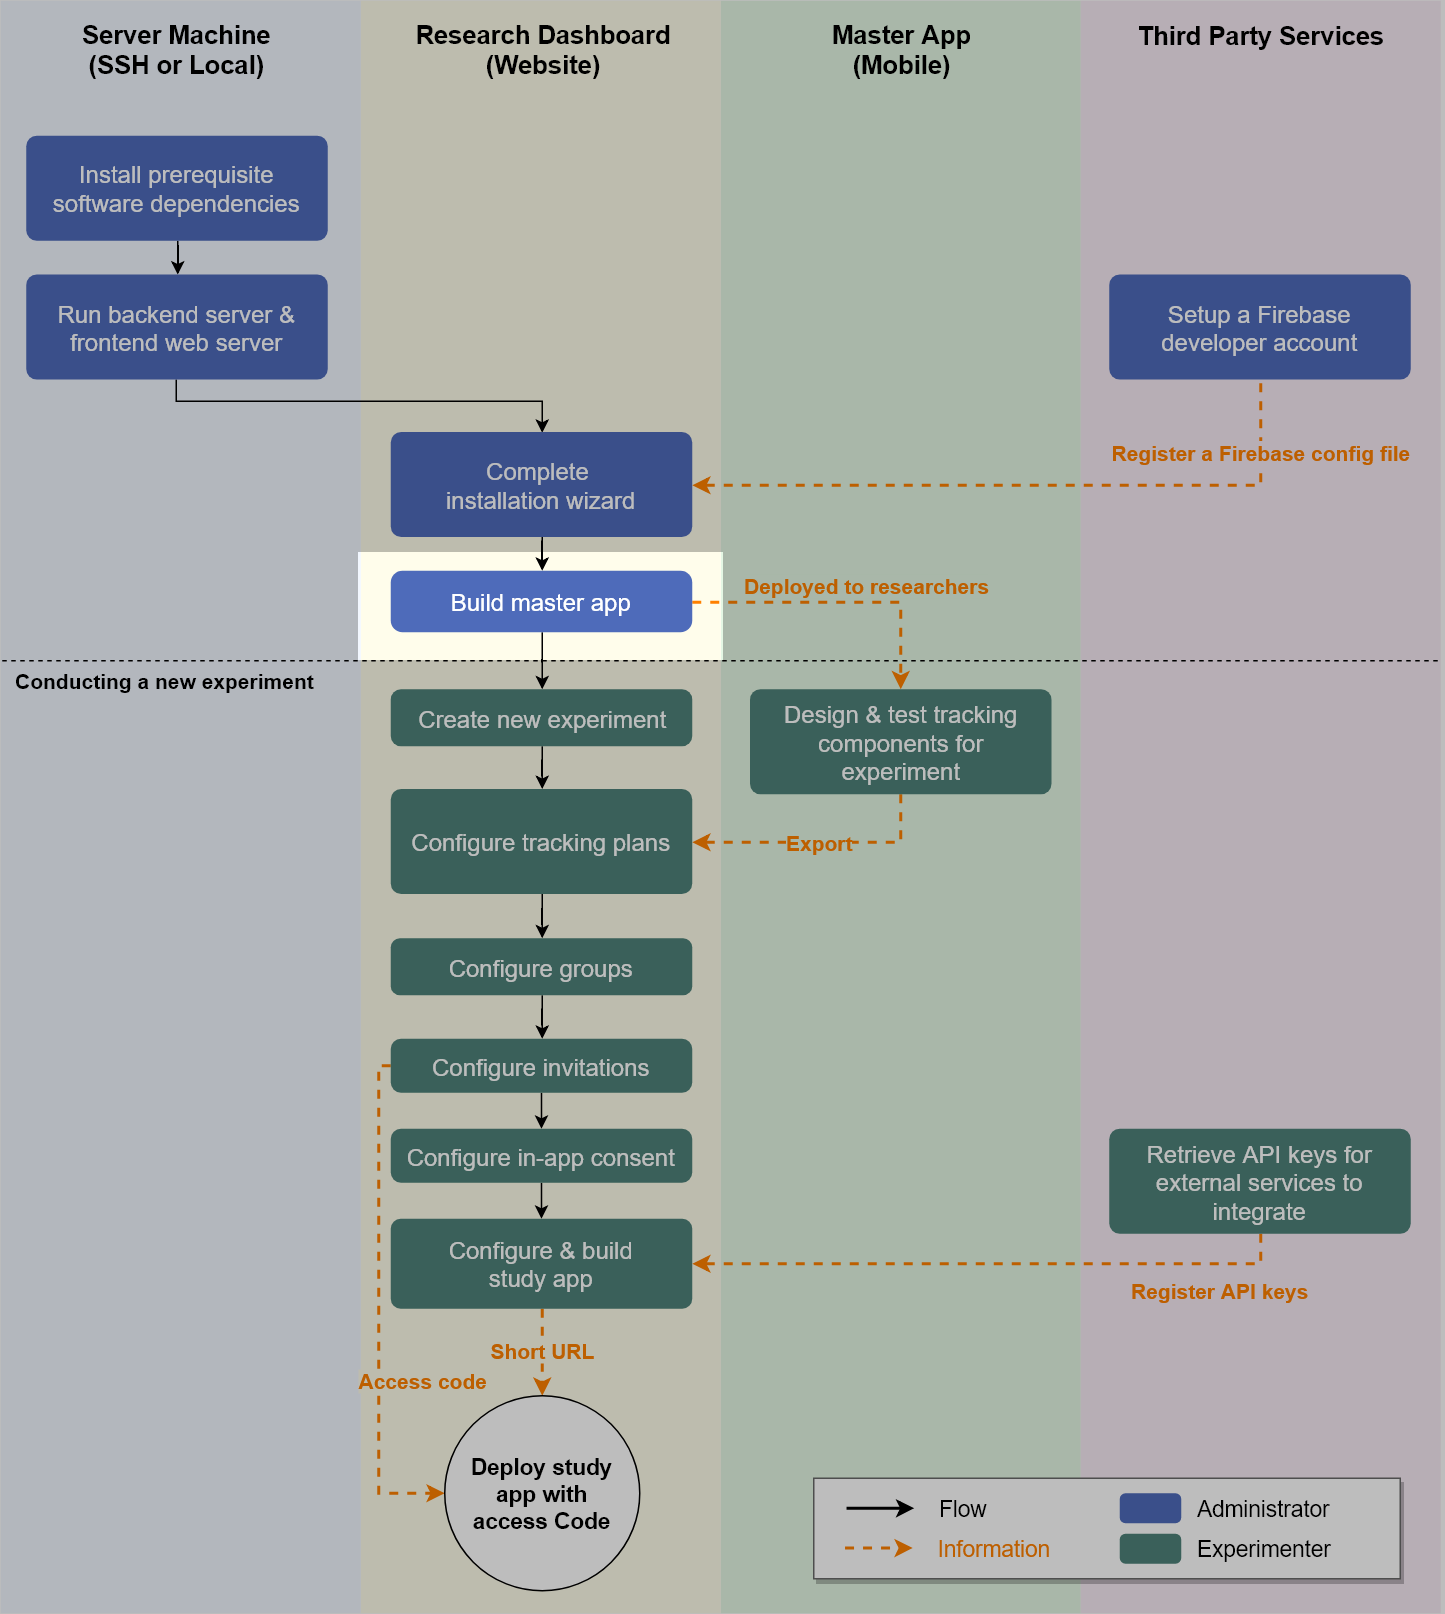 Server Machine
(SSH or Local)
Research Dashboard
(Website)
Master App
(Mobile)
Third Party Services
Install prerequisite
software dependencies
Run backend server &
frontend web server
Setup a Firebase
developer account
Register a Firebase config file
Complete
installation wizard
Build master app
Deployed to researchers
Conducting a new experiment
Create new experiment
Design & test tracking
components for
experiment
Configure tracking plans
Export
Configure groups
Configure invitations
Configure in-app consent
Retrieve API keys for
external services to
integrate
Configure & build
study app
Register API keys
Short URL
Access code
Deploy study
app with
access Code
Flow
Administrator
Information
Experimenter